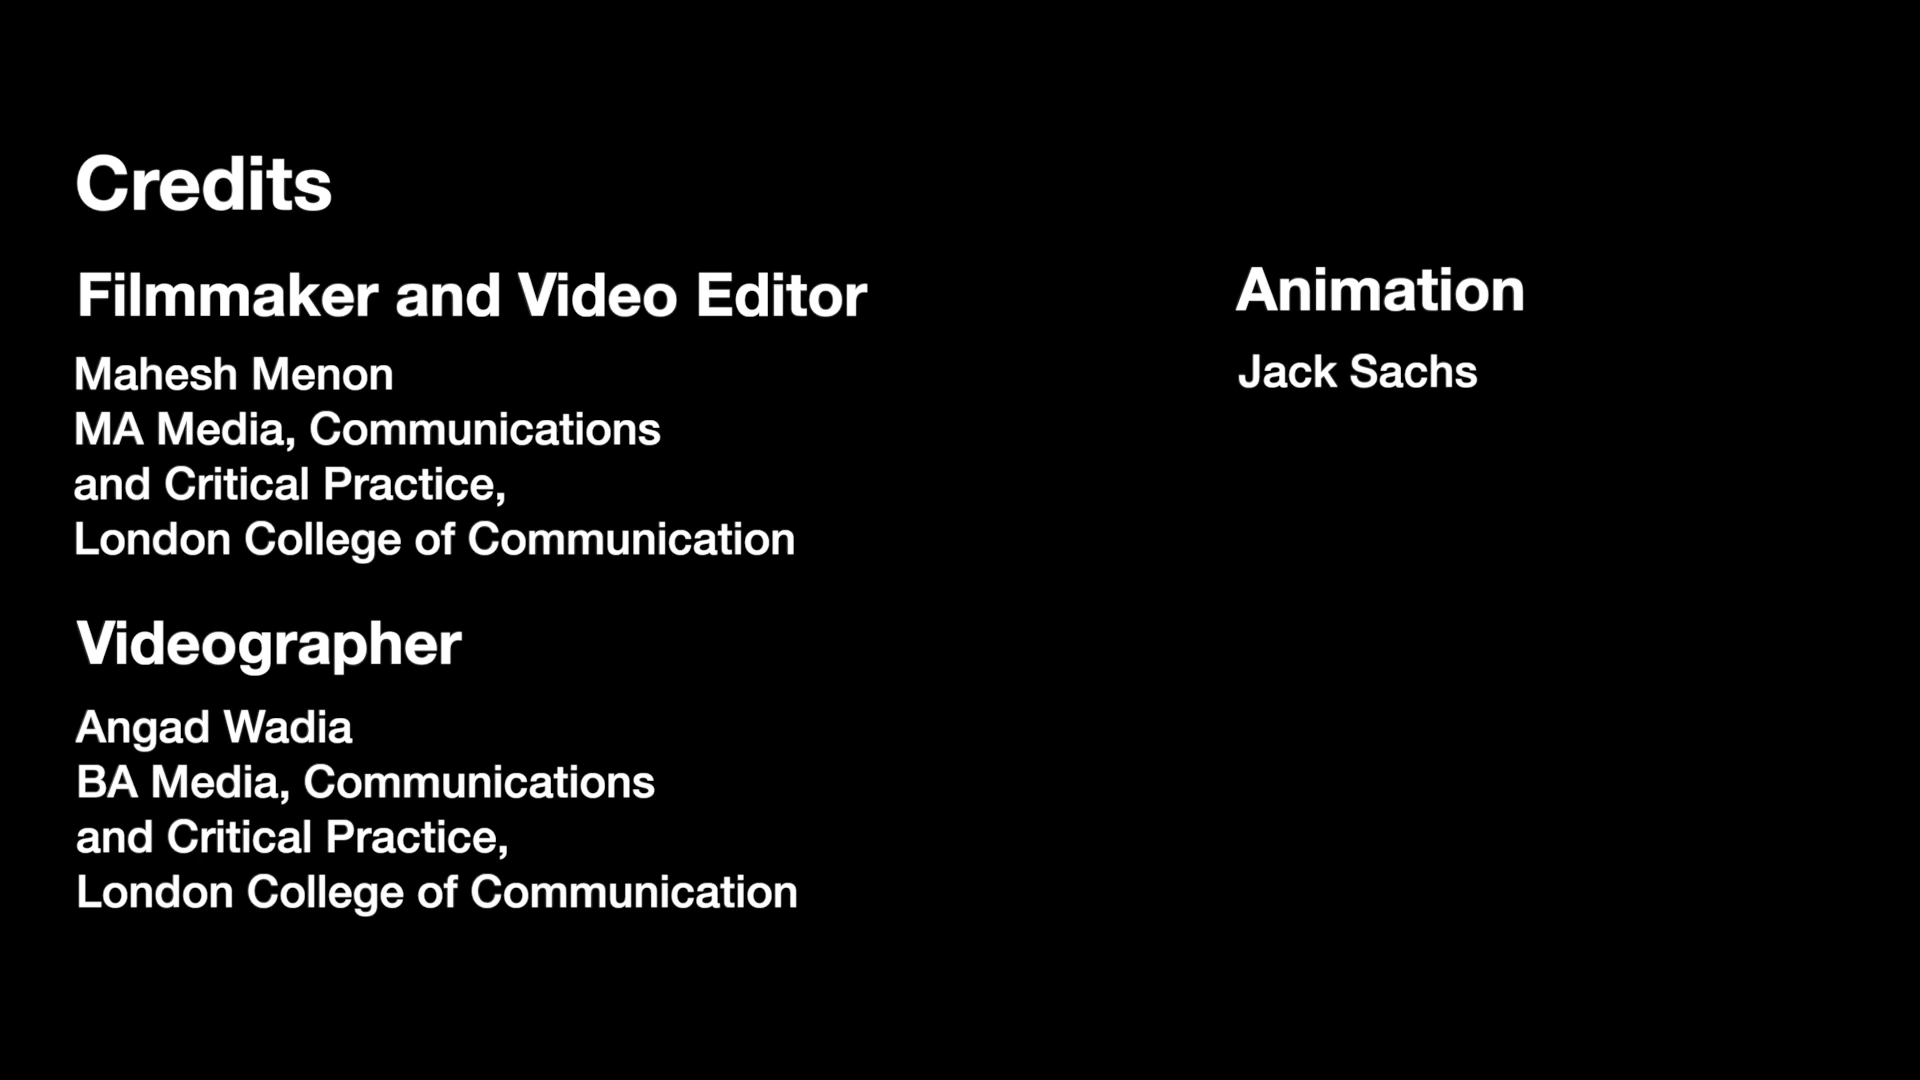 Credits
Filmmaker and Video Editor
Mahesh Menon
MA Media, Communications
and Critical Practice,
London College of Communication
Videographer
Angad Wadia
BA Media, Communications
and Critical Practice,
London College of Communication
Animation
Jack Sachs